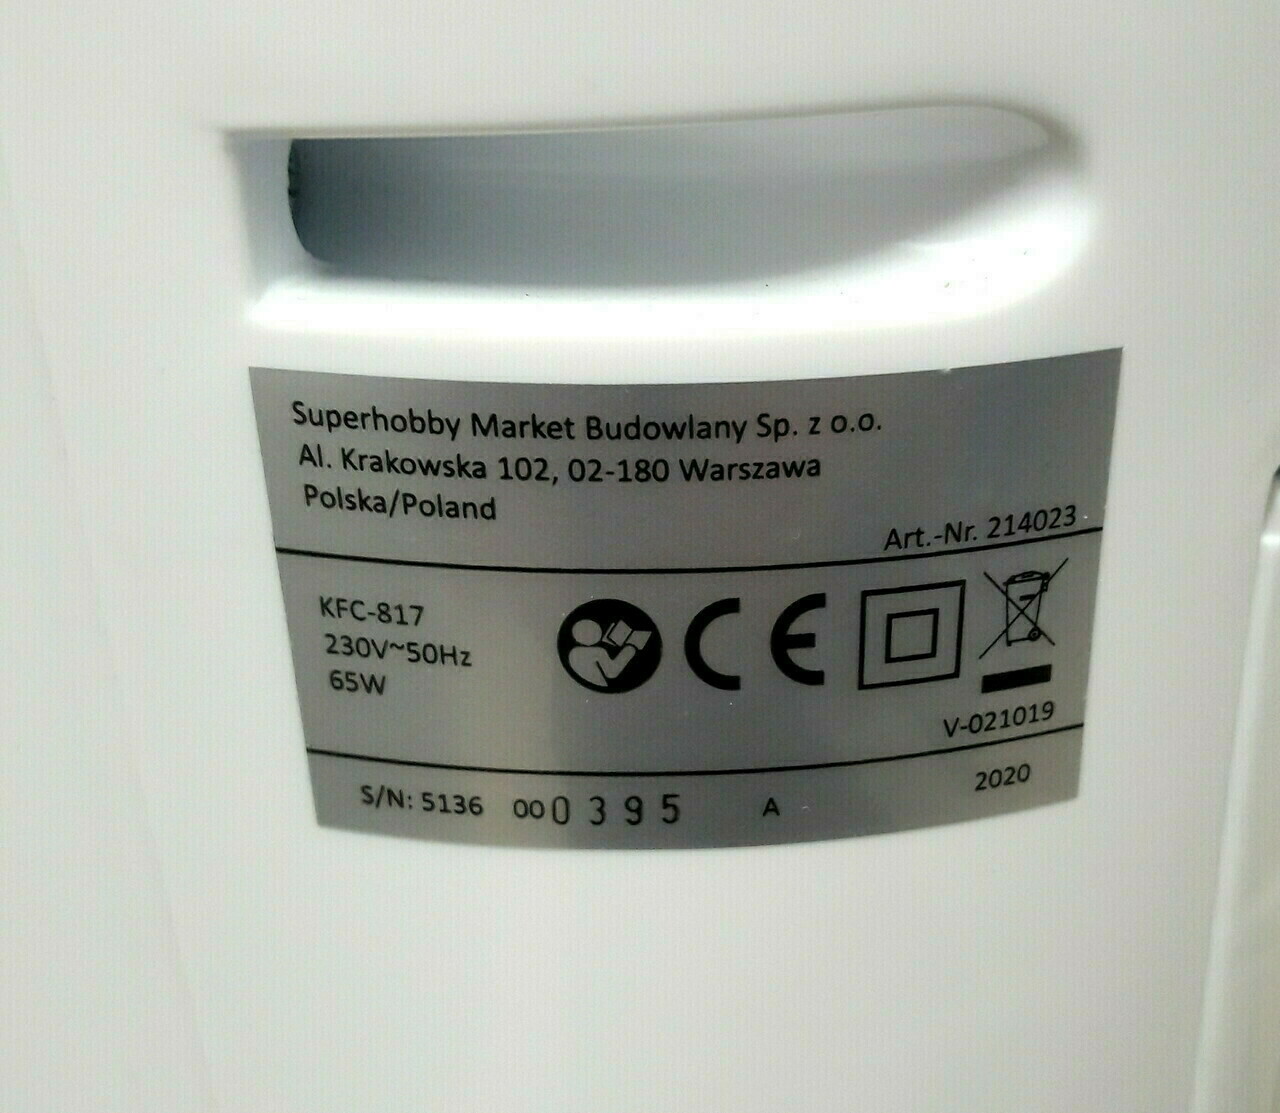 Superhobby Market Budowlany Sp. z o.o.
Al. Krakowska 102, 02-180 Warszawa
Polska/Poland
Art.-Nr. 214023
KFC-817
230V~50Hz
65W
CE
V-021019
S/N: 5136 000395 A 2020